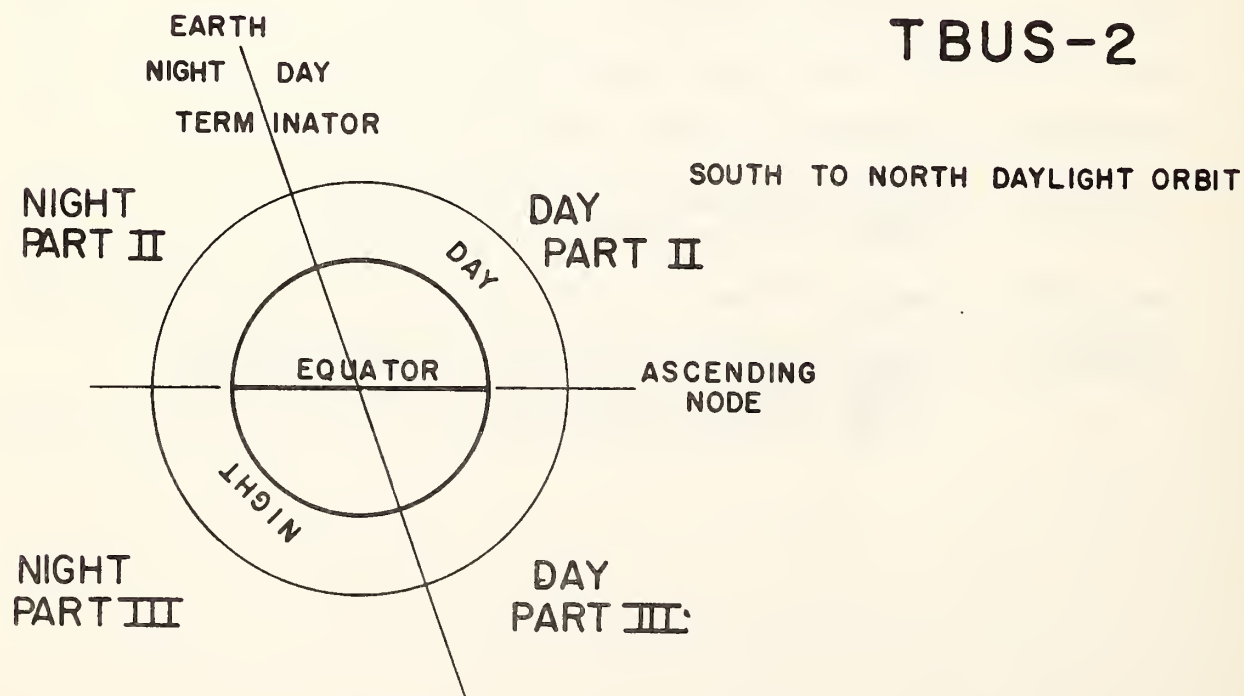 TBUS-2
EARTH
NIGHT DAY
TERMINATOR
SOUTH TO NORTH DAYLIGHT ORBIT
NIGHT
PART II
DAY
PART II
DAY
EQUATOR
ASCENDING
NODE
NIGHT
NIGHT
PART III
DAY
PART III